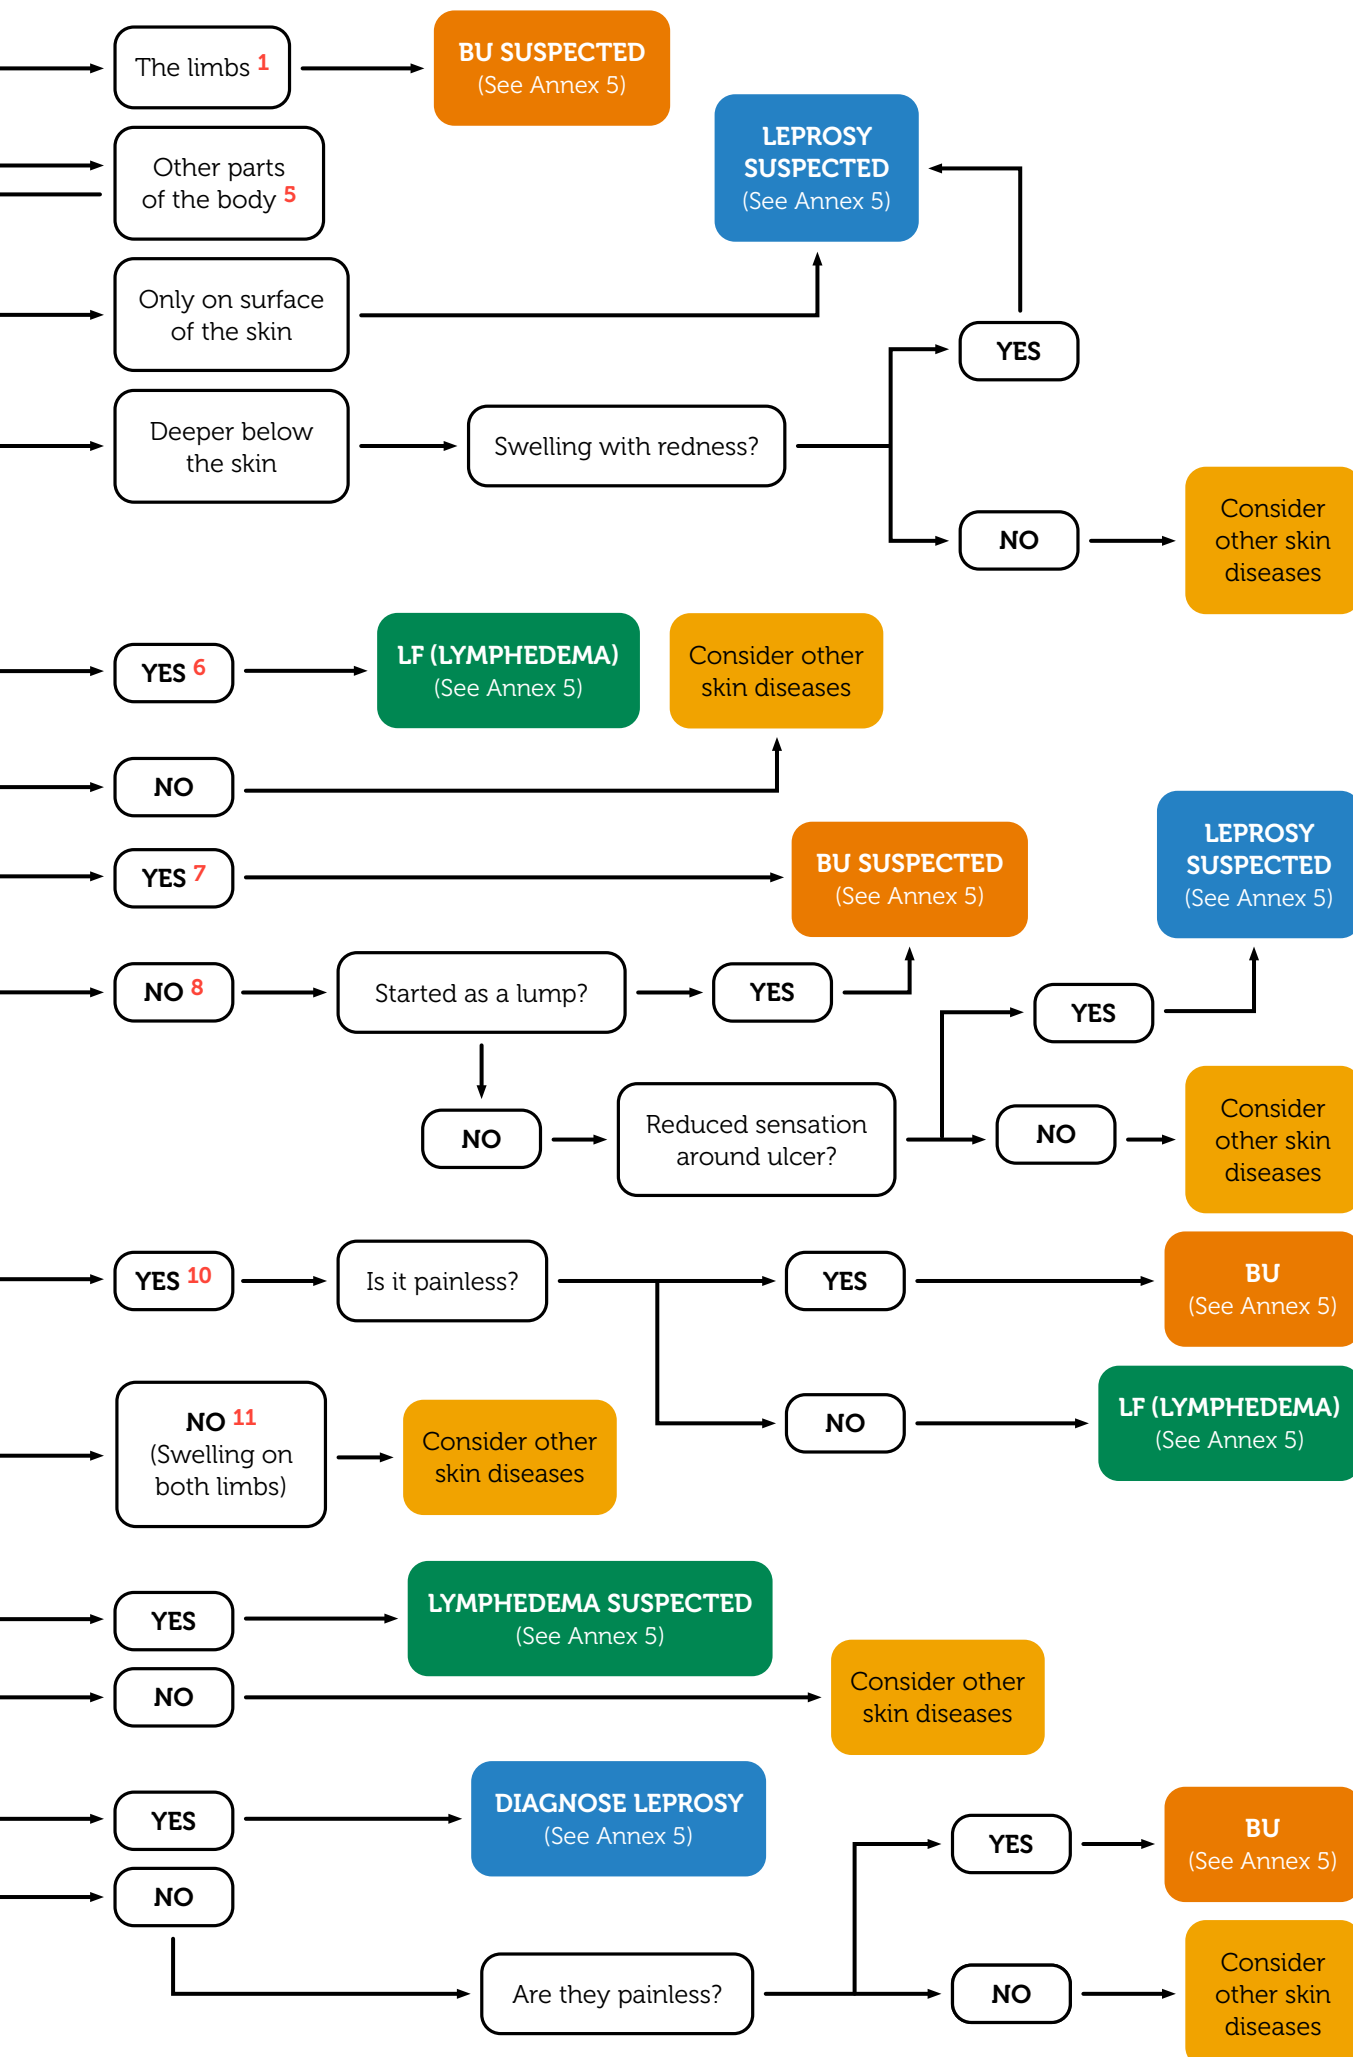 The limbs 1
BU SUSPECTED
(See Annex 5)
Other parts
of the body 5
LEPROSY
SUSPECTED
(See Annex 5)
Only on surface
of the skin
YES
Deeper below
the skin
Swelling with redness?
NO
Consider
other skin
diseases
YES 6
LF (LYMPHEDEMA)
(See Annex 5)
Consider other
skin diseases
NO
YES 7
BU SUSPECTED
(See Annex 5)
LEPROSY
SUSPECTED
(See Annex 5)
NO 8
Started as a lump?
YES
YES
NO
Reduced sensation
around ulcer?
NO
Consider
other skin
diseases
YES 10
Is it painless?
YES
BU
(See Annex 5)
NO
LF (LYMPHEDEMA)
(See Annex 5)
NO 11
(Swelling on
both limbs)
Consider other
skin diseases
YES
LYMPHEDEMA SUSPECTED
(See Annex 5)
NO
Consider other
skin diseases
YES
DIAGNOSE LEPROSY
(See Annex 5)
YES
BU
(See Annex 5)
NO
Are they painless?
NO
Consider
other skin
diseases